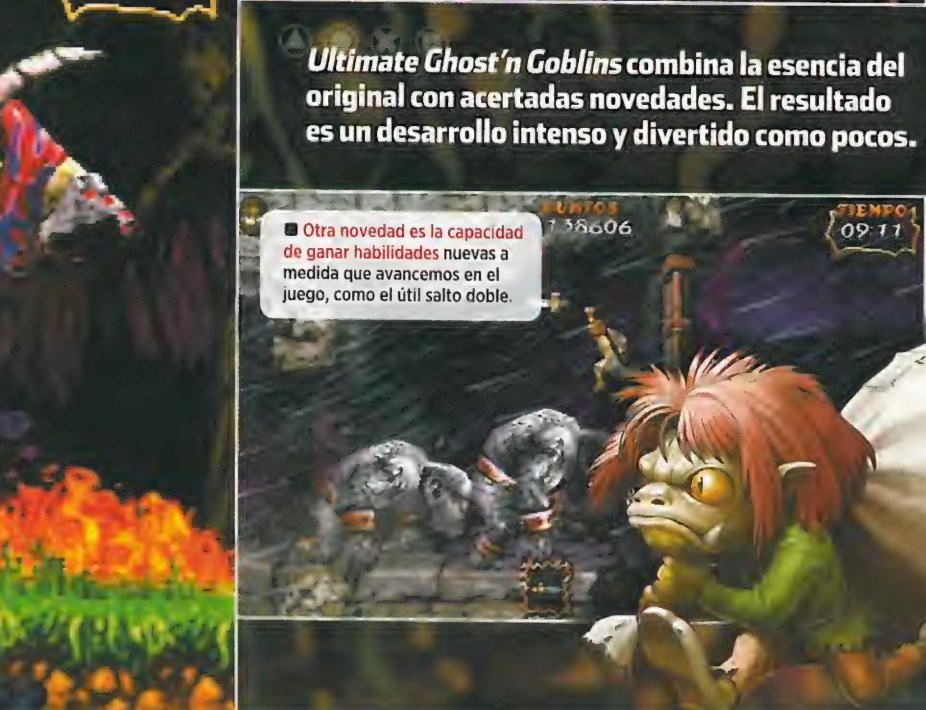 Ultimate Ghost'n Goblins combina la esencia del
original con acertadas novedades. El resultado
es un desarrollo intenso y divertido como pocos.
PUNTOS
138606
TIEMPO
09:11
■ Otra novedad es la capacidad
de ganar habilidades nuevas a
medida que avancemos en el
juego, como el útil salto doble.